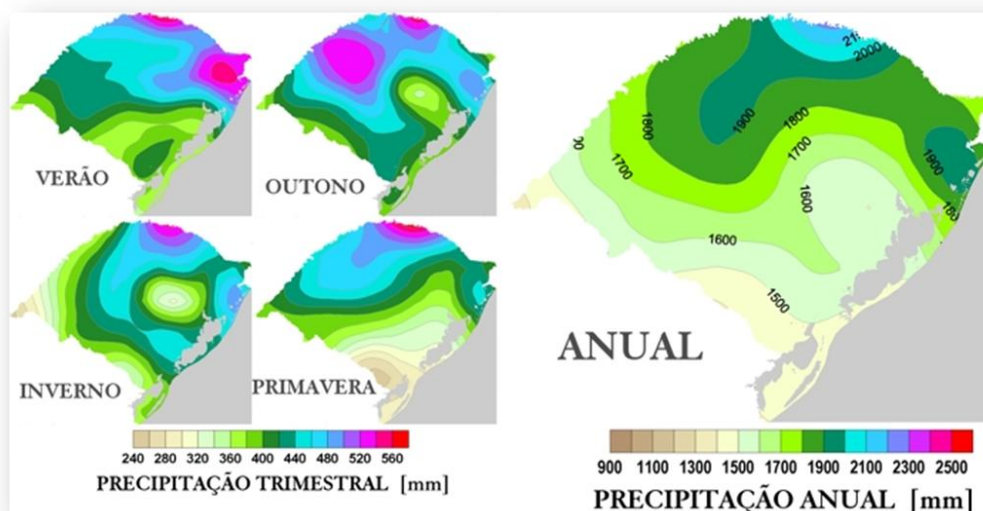 VERÃO
OUTONO
INVERNO
PRIMAVERA
240 280 320 360 400 440 480 520 560
PRECIPITAÇÃO TRIMESTRAL [mm]
2000
1900
1800
1800
1700
1700
1900
1600
1600
1500
ANUAL
900 1100 1300 1500 1700 1900 2100 2300 2500
PRECIPITAÇÃO ANUAL [mm]